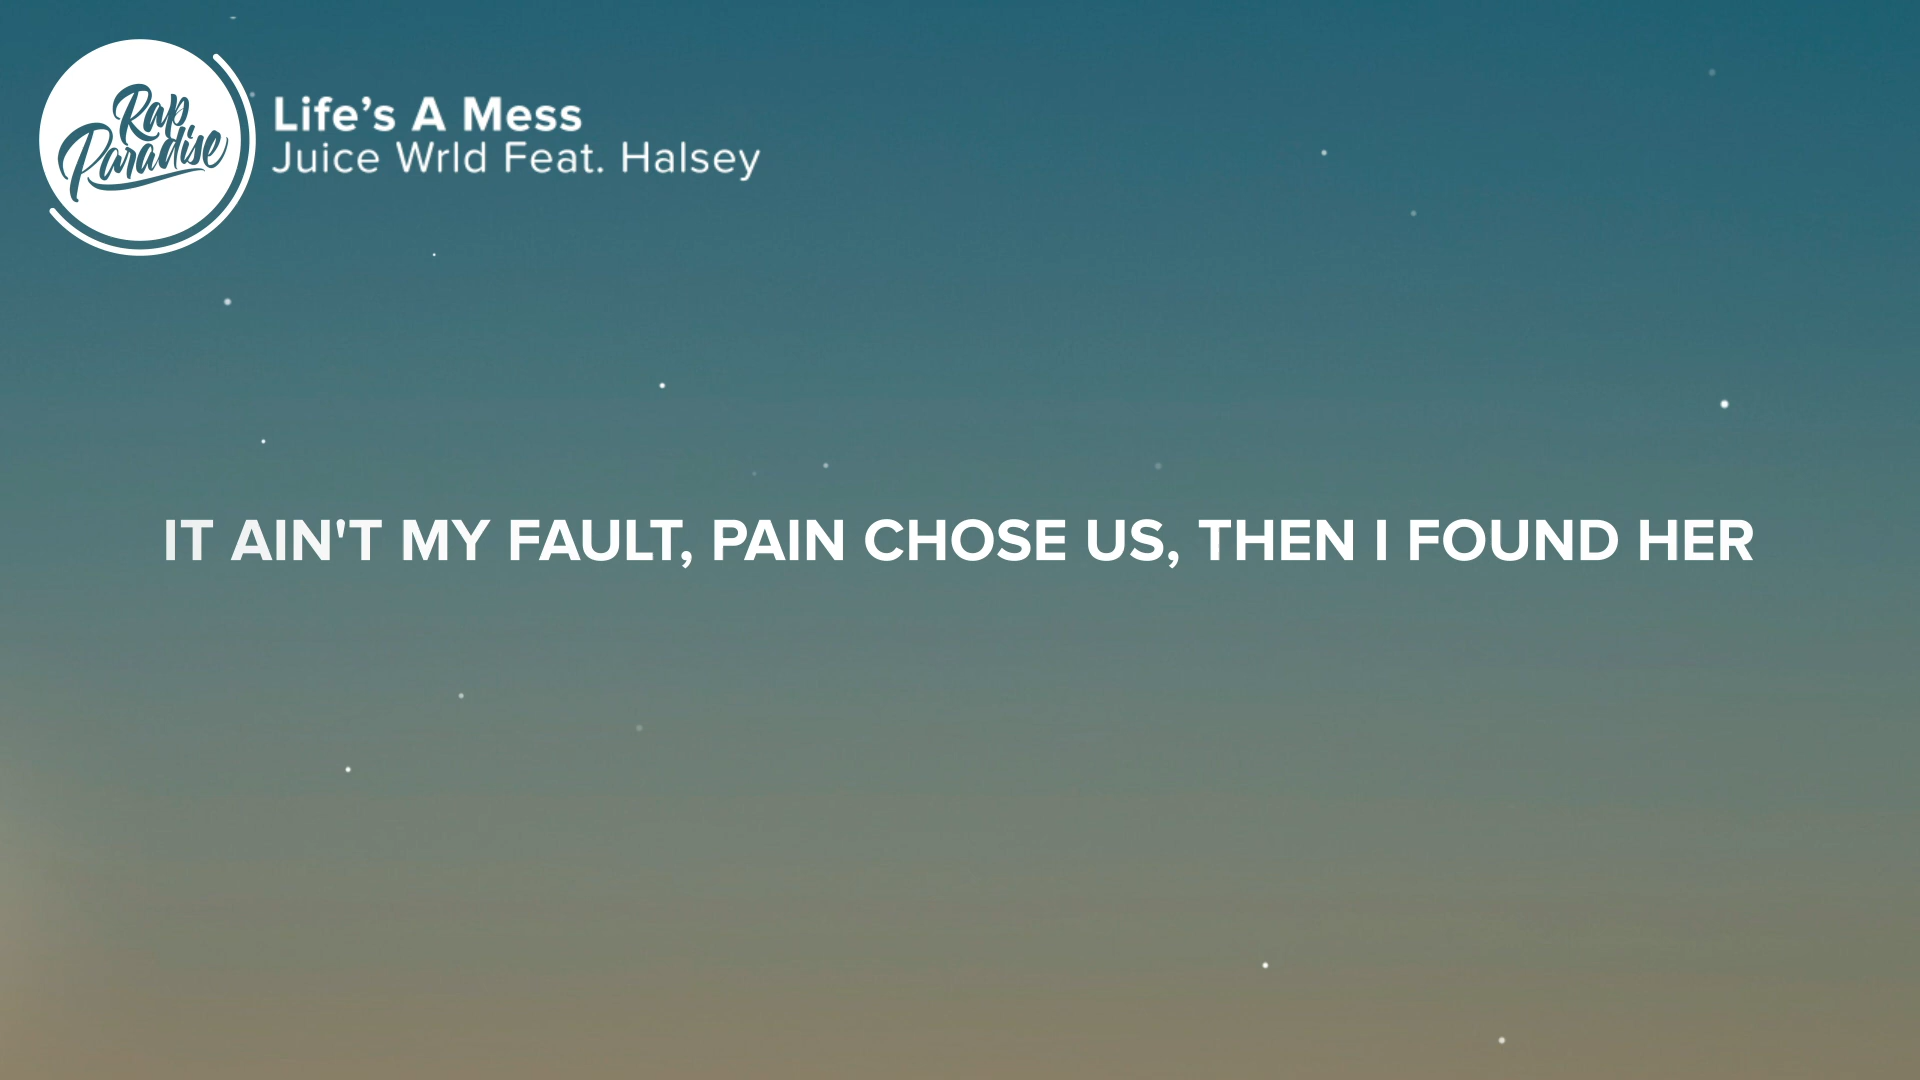 Rap
Paradise
Life’s A Mess
Juice Wrld Feat. Halsey
IT AIN'T MY FAULT, PAIN CHOSE US, THEN I FOUND HER